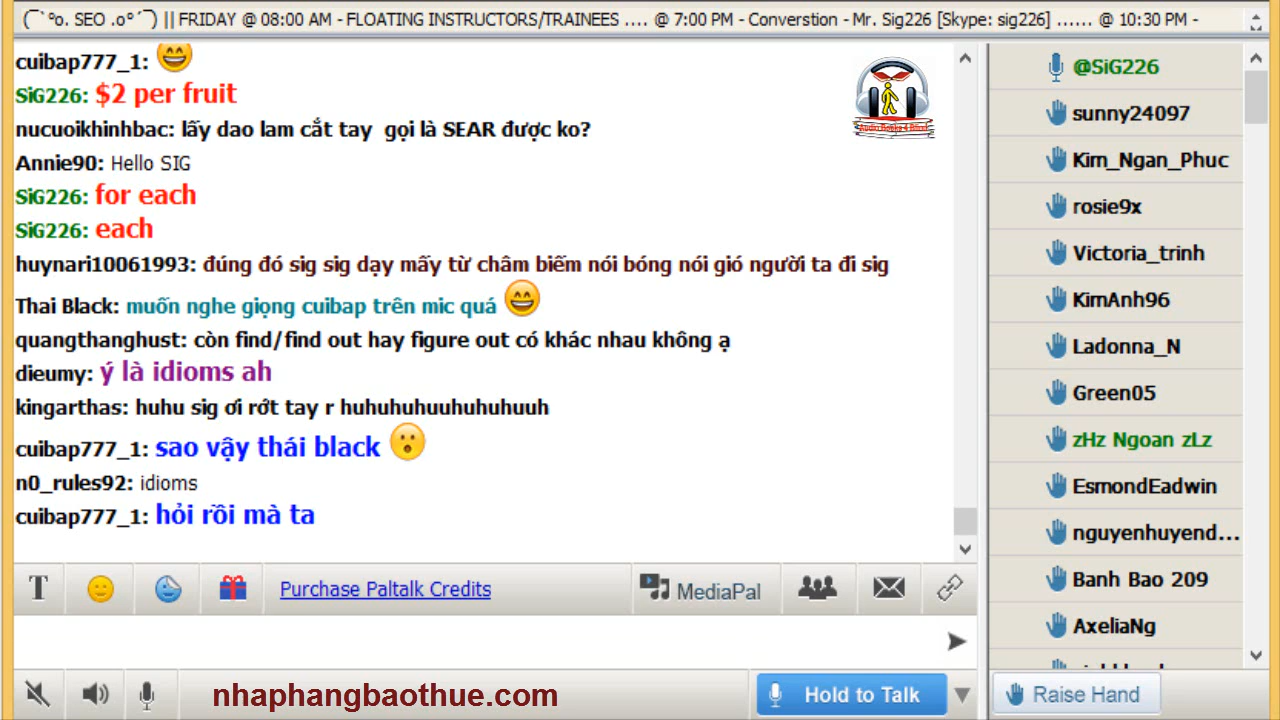 (¯`°o. SEO .o°´¯) || FRIDAY @ 08:00 AM - FLOATING INSTRUCTORS/TRAINEES .... @ 7:00 PM - Converstion - Mr. Sig226 [Skype: sig226] ...... @ 10:30 PM -
cuibap777_1:
SiG226: $2 per fruit
nucuoikhinhbac: lấy dao lam cắt tay gọi là SEAR được ko?
Annie90: Hello SIG
SiG226: for each
SiG226: each
huynari10061993: đúng đó sig sig dạy mấy từ châm biếm nói bóng nói gió người ta đi sig
Thai Black: muốn nghe giọng cuibap trên mic quá
quangthanghust: còn find/find out hay figure out có khác nhau không ạ
dieumy: ý là idioms ah
kingarthas: huhu sig ơi rớt tay r huhuhuhuuhuhuhuuh
cuibap777_1: sao vậy thái black
n0_rules92: idioms
cuibap777_1: hỏi rồi mà ta
@SiG226
sunny24097
Kim_Ngan_Phuc
rosie9x
Victoria_trinh
KimAnh96
Ladonna_N
Green05
zHz Ngoan zLz
EsmondEadwin
nguyenhuyend...
Banh Bao 209
AxeliaNg
T
Purchase Paltalk Credits
MediaPal
nhaphangbaothue.com
Hold to Talk
Raise Hand